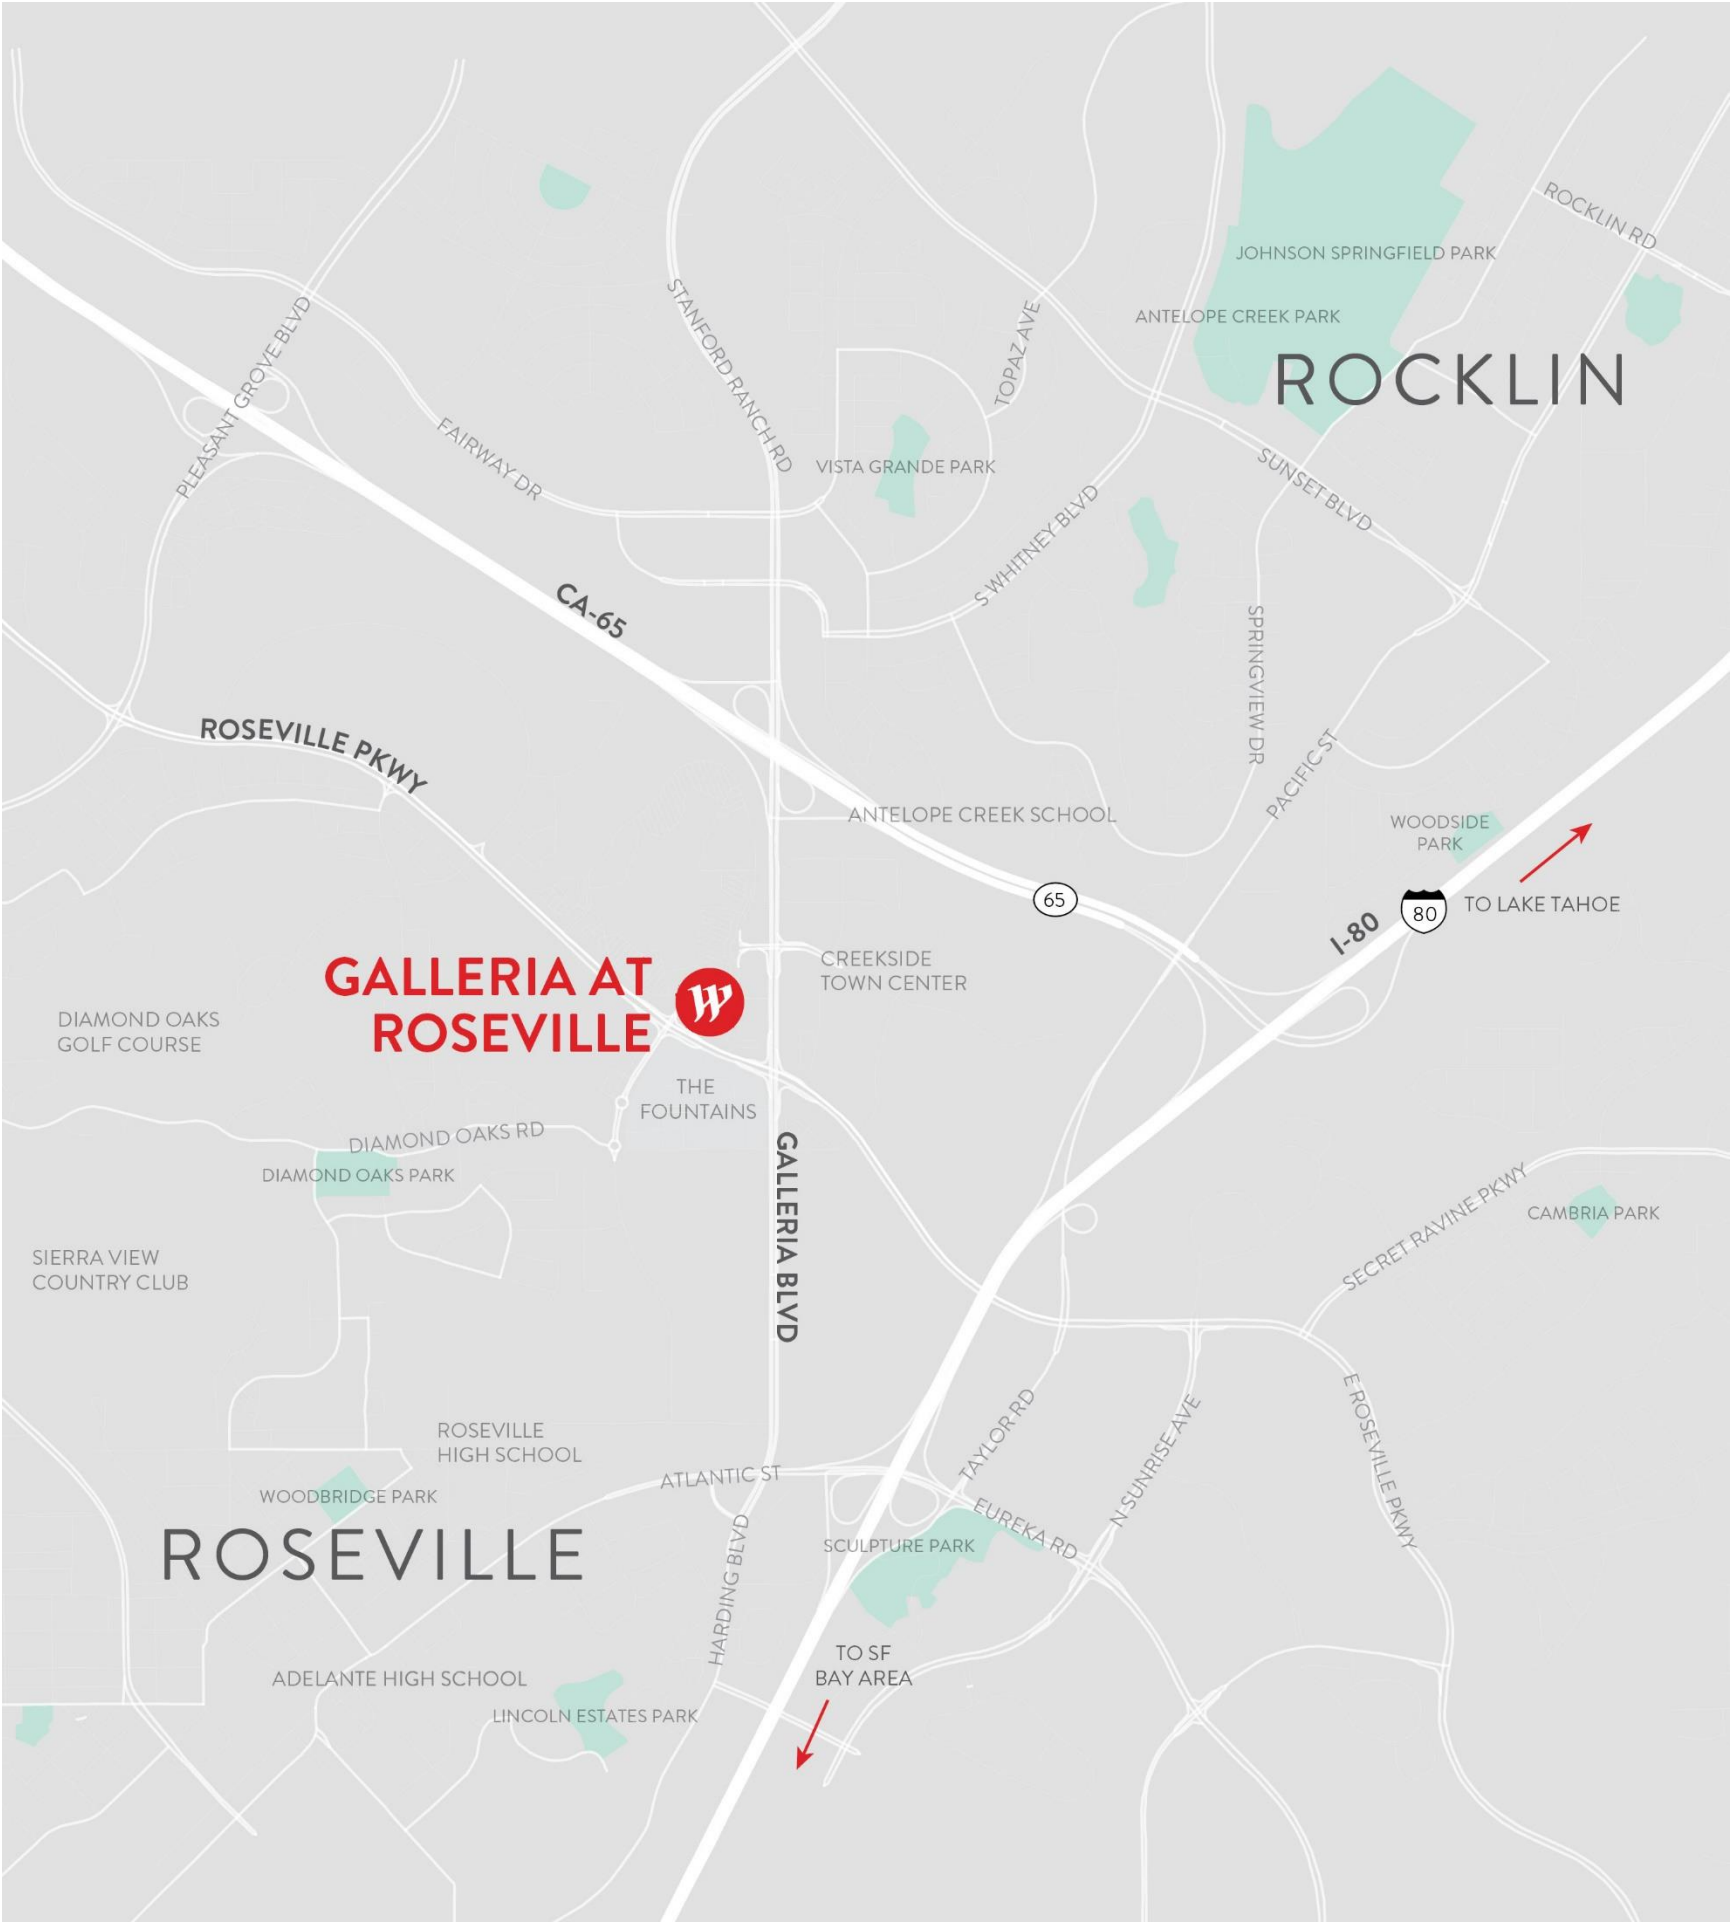 ROCKLIN RD
JOHNSON SPRINGFIELD PARK
ANTELOPE CREEK PARK
ROCKLIN
PLEASANT GROVE BLVD
STANFORD RANCH RD
TOPAZ AVE
FAIRWAY DR
VISTA GRANDE PARK
SUNSET BLVD
S WHITNEY BLVD
CA-65
SPRINGVIEW DR
ROSEVILLE PKWY
PACIFIC ST
ANTELOPE CREEK SCHOOL
WOODSIDE
PARK
65
80
TO LAKE TAHOE
I-80
CREEKSIDE
TOWN CENTER
GALLERIA AT
ROSEVILLE
W
DIAMOND OAKS
GOLF COURSE
THE
FOUNTAINS
DIAMOND OAKS RD
DIAMOND OAKS PARK
GALLERIA BLVD
SECRET RAVINE PKWY
CAMBRIA PARK
SIERRA VIEW
COUNTRY CLUB
ROSEVILLE
HIGH SCHOOL
TAYLOR RD
N SUNRISE AVE
E ROSEVILLE PKWY
ATLANTIC ST
WOODBRIDGE PARK
EUREKA RD
ROSEVILLE
SCULPTURE PARK
HARDING BLVD
TO SF
BAY AREA
ADELANTE HIGH SCHOOL
LINCOLN ESTATES PARK